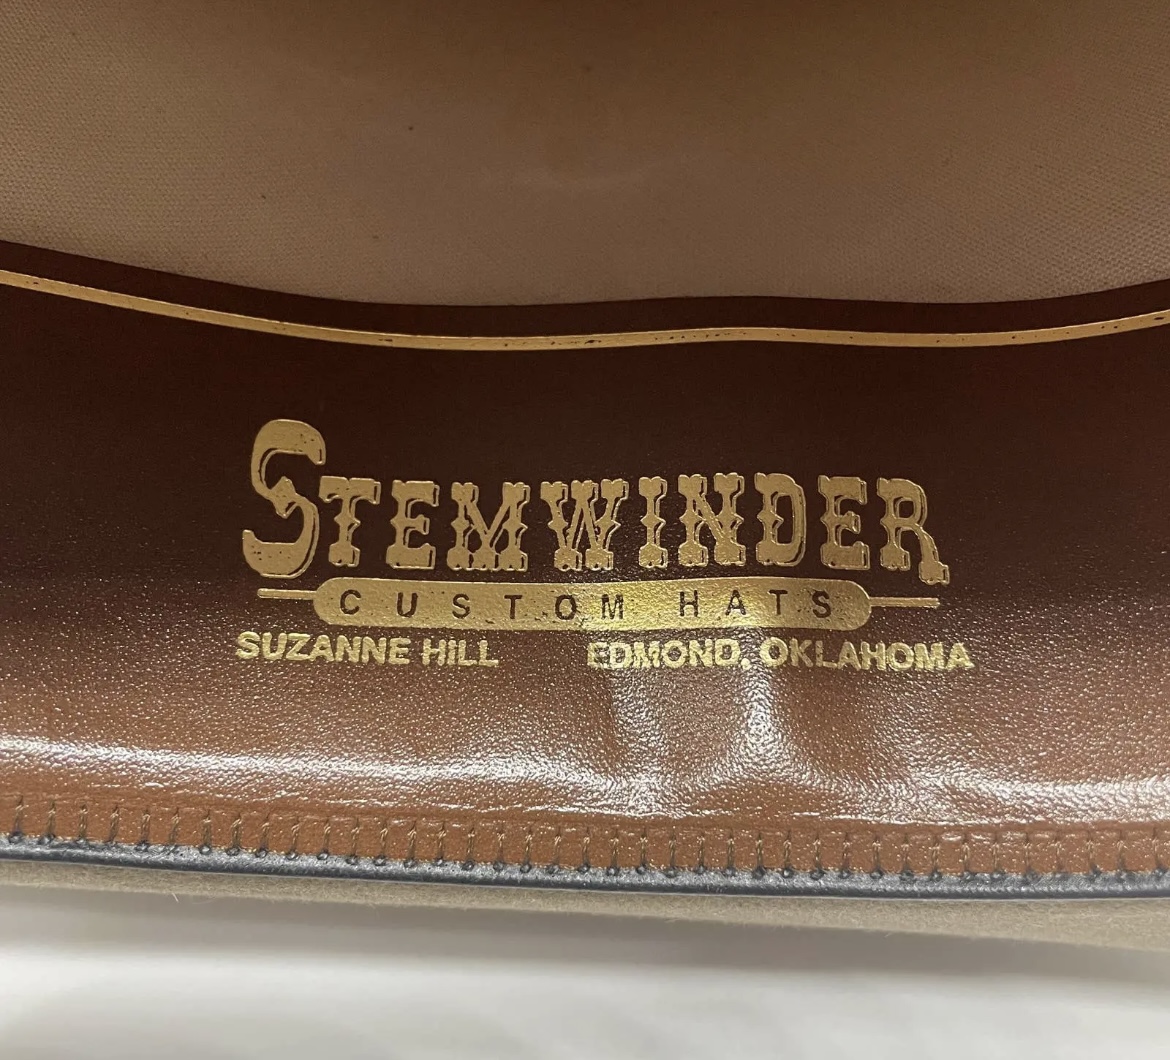 STEMWINDER
CUSTOM HATS
SUZANNE HILL EDMOND, OKLAHOMA